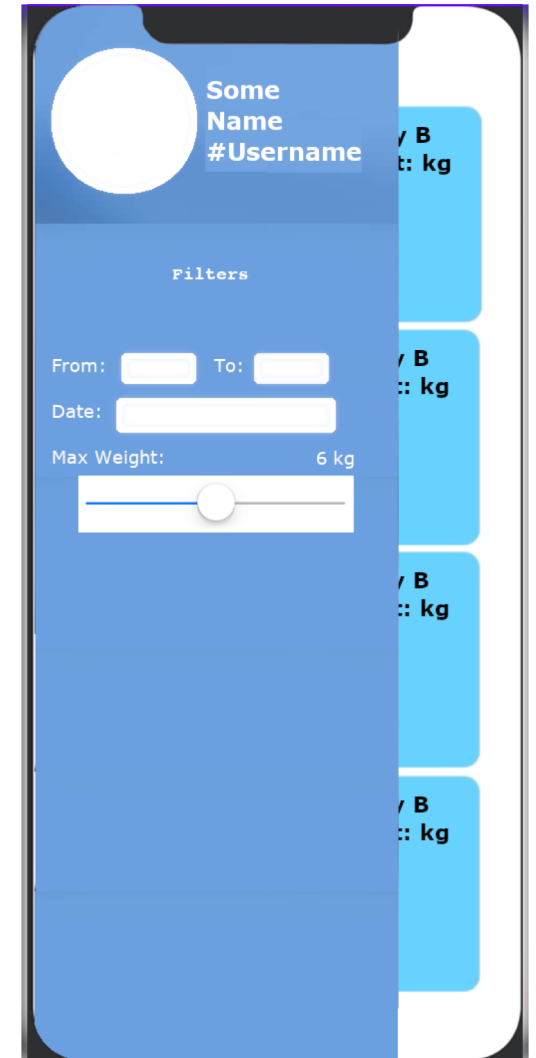 Some
Name
#Username
Filters
From:
To:
Date:
Max Weight:
6 kg
B
kg
B
kg
B
kg
B
kg